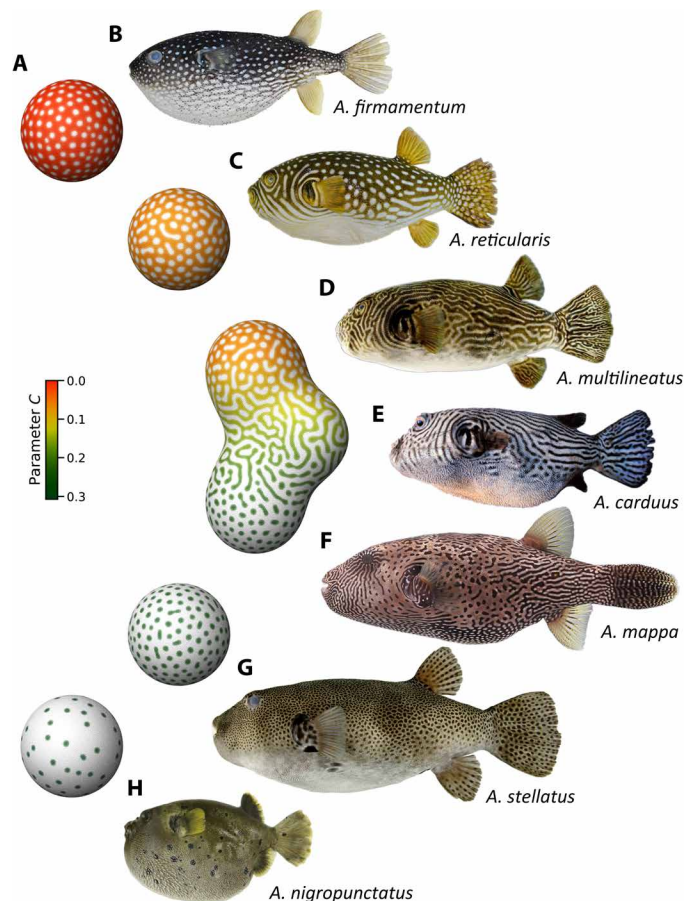 A
B
A. firmamentum
C
A. reticularis
D
A. multilineatus
E
A. carduus
Parameter C
0.0
0.1
0.2
0.3
F
A. mappa
G
A. stellatus
H
A. nigropunctatus